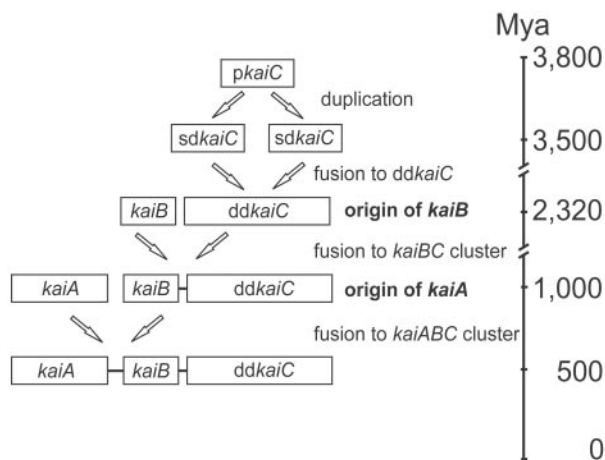 Mya
3,800
pkaiC
duplication
sdkaiC sdkaiC 3,500
fusion to ddkaiC
kaiB ddkaiC origin of kaiB 2,320
fusion to kaiBC cluster
kaiA kaiB ddkaiC origin of kaiA 1,000
fusion to kaiABC cluster
kaiA kaiB ddkaiC 500
0